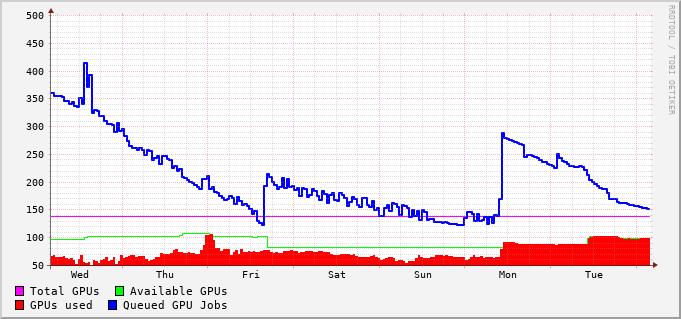 500
450
400
350
300
250
200
150
100
50
Wed Thu Fri Sat Sun Mon Tue
Total GPUs Available GPUs
GPUs used Queued GPU Jobs
RRDTOOL / TOBI OETIKER